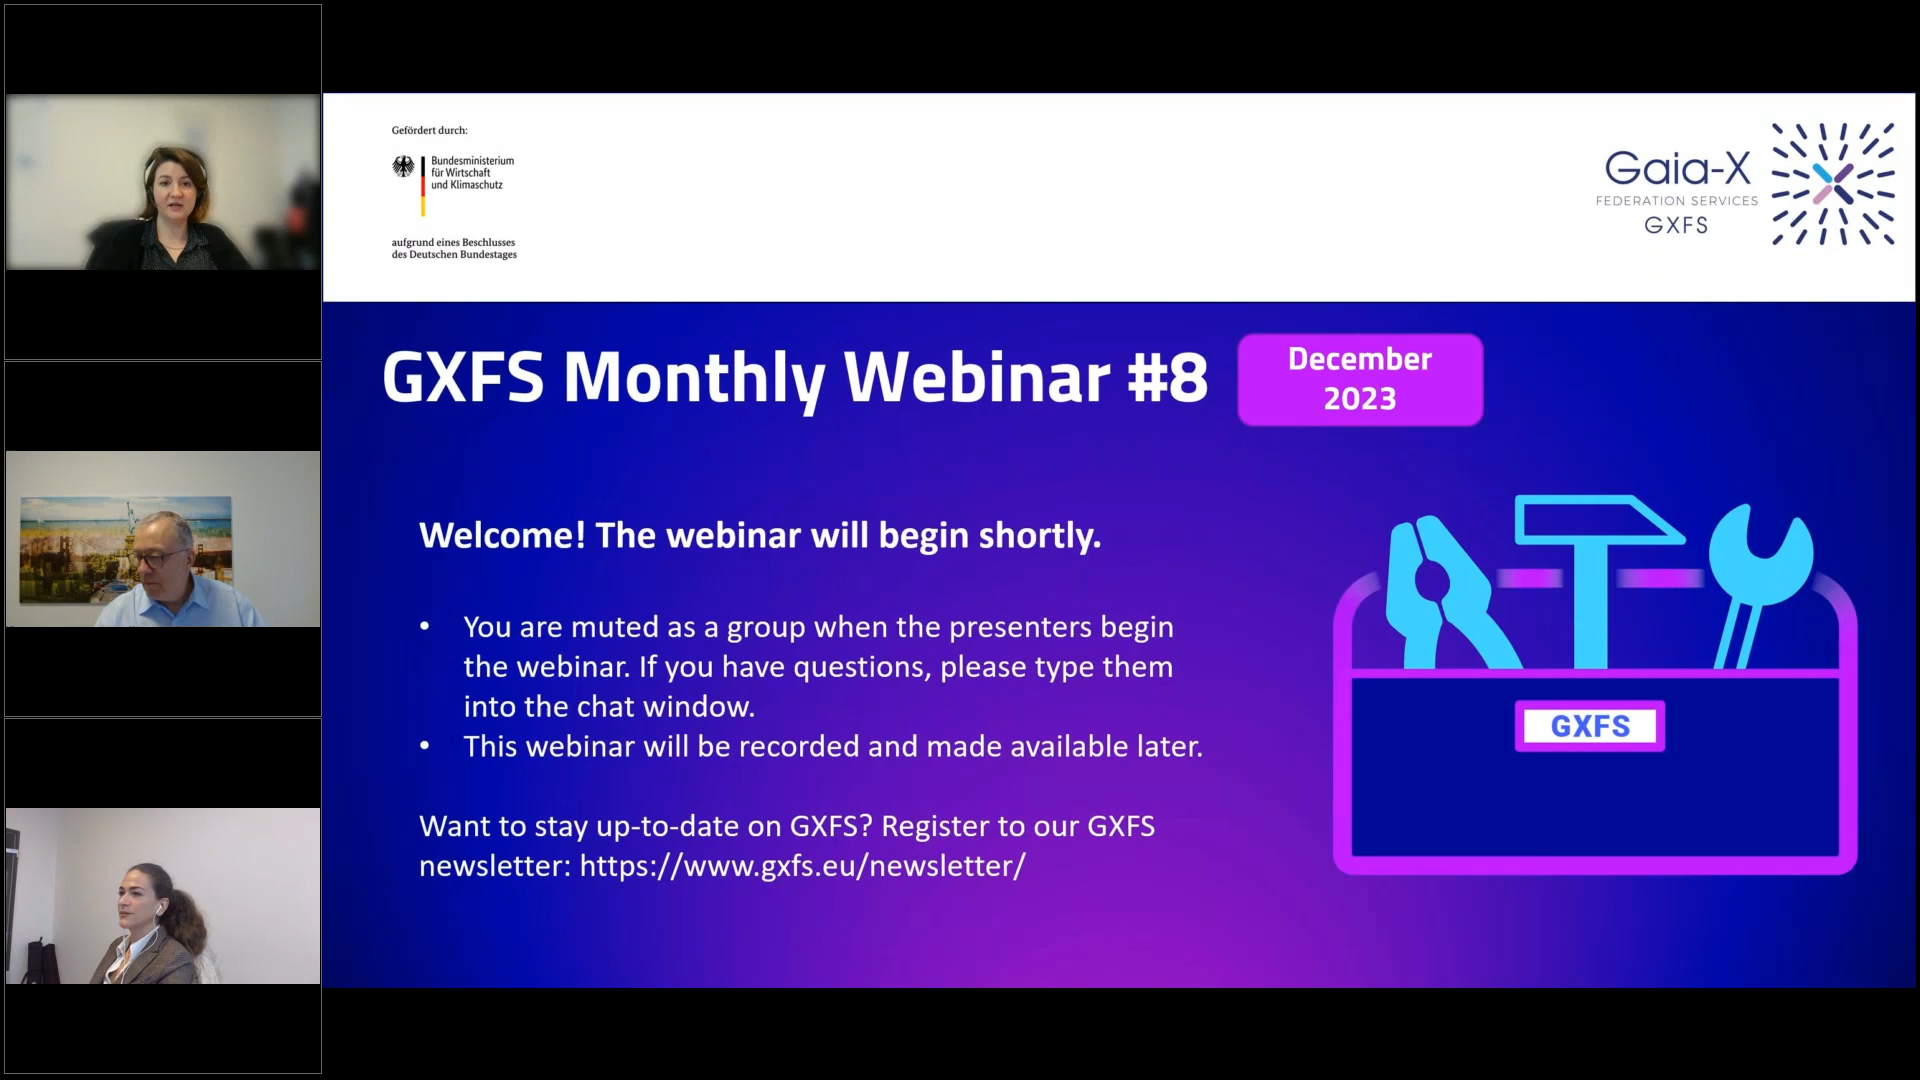 Gefördert durch:
Bundesministerium
für Wirtschaft
und Klimaschutz
aufgrund eines Beschlusses
des Deutschen Bundestages
Gaia-X
FEDERATION SERVICES
GXFS
GXFS Monthly Webinar #8
December
2023
Welcome! The webinar will begin shortly.
• You are muted as a group when the presenters begin
the webinar. If you have questions, please type them
into the chat window.
• This webinar will be recorded and made available later.
Want to stay up-to-date on GXFS? Register to our GXFS
newsletter: https://www.gxfs.eu/newsletter/
GXFS